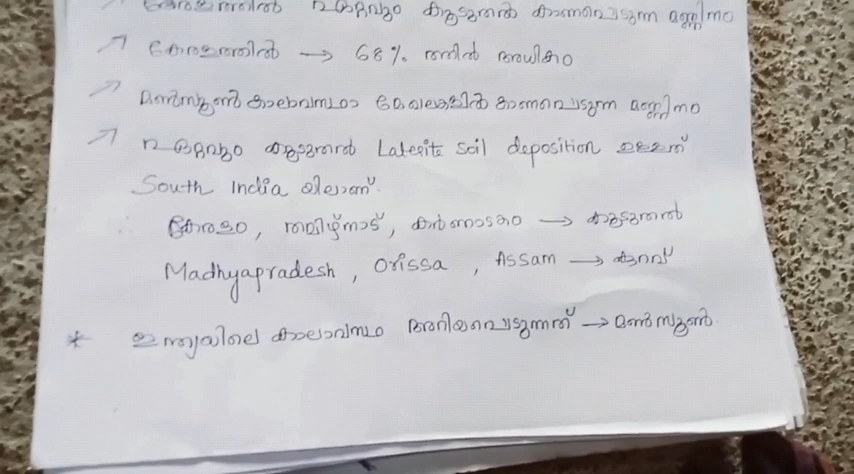 കേരളത്തിൽ ഏറ്റവും കൂടുതൽ കാണപ്പെടുന്ന മണ്ണിനം
↗ കേരളത്തിൽ → 68% ത്തിൽ അധികം
↗ മൺസൂൺ കാലാവസ്ഥാ മേഖലകളിൽ കാണപ്പെടുന്ന മണ്ണിനം
↗ ഏറ്റവും കൂടുതൽ Laterite soil deposition ഉള്ളത്
South India യിലാണ്.
കേരളം, തമിഴ്നാട്, കർണാടകം → കൂടുതൽ
Madhyapradesh, Orissa, Assam → കുറവ്
* ഇന്ത്യയിലെ കാലാവസ്ഥ അറിയപ്പെടുന്നത് → മൺസൂൺ.